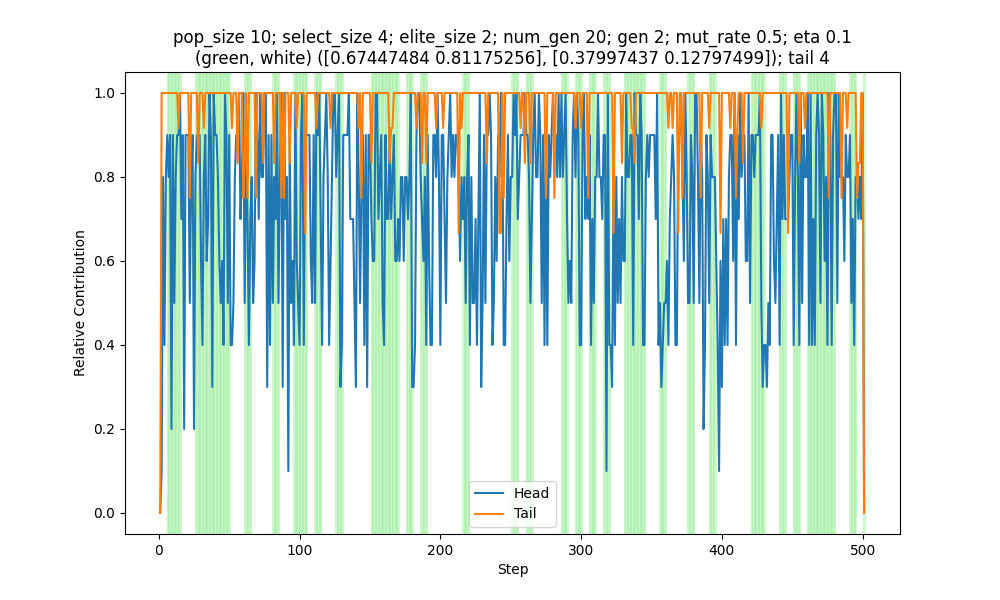 pop_size 10; select_size 4; elite_size 2; num_gen 20; gen 2; mut_rate 0.5; eta 0.1
(green, white) ([0.67447484 0.81175256], [0.37997437 0.12797499]); tail 4
1.0
0.8
0.6
0.4
0.2
0.0
Relative Contribution
Head
Tail
0
100
200
300
400
500
Step